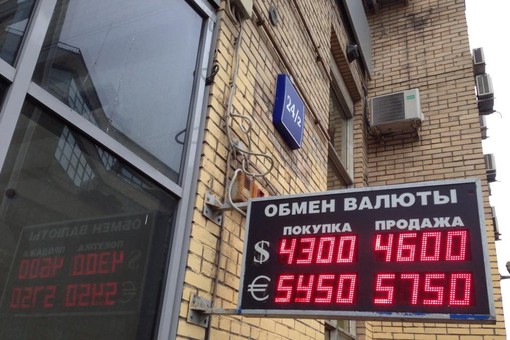 24/2
ОБМЕН ВАЛЮТЫ
ПОКУПКА ПРОДАЖА
$ 4300 4600
€ 5450 5750